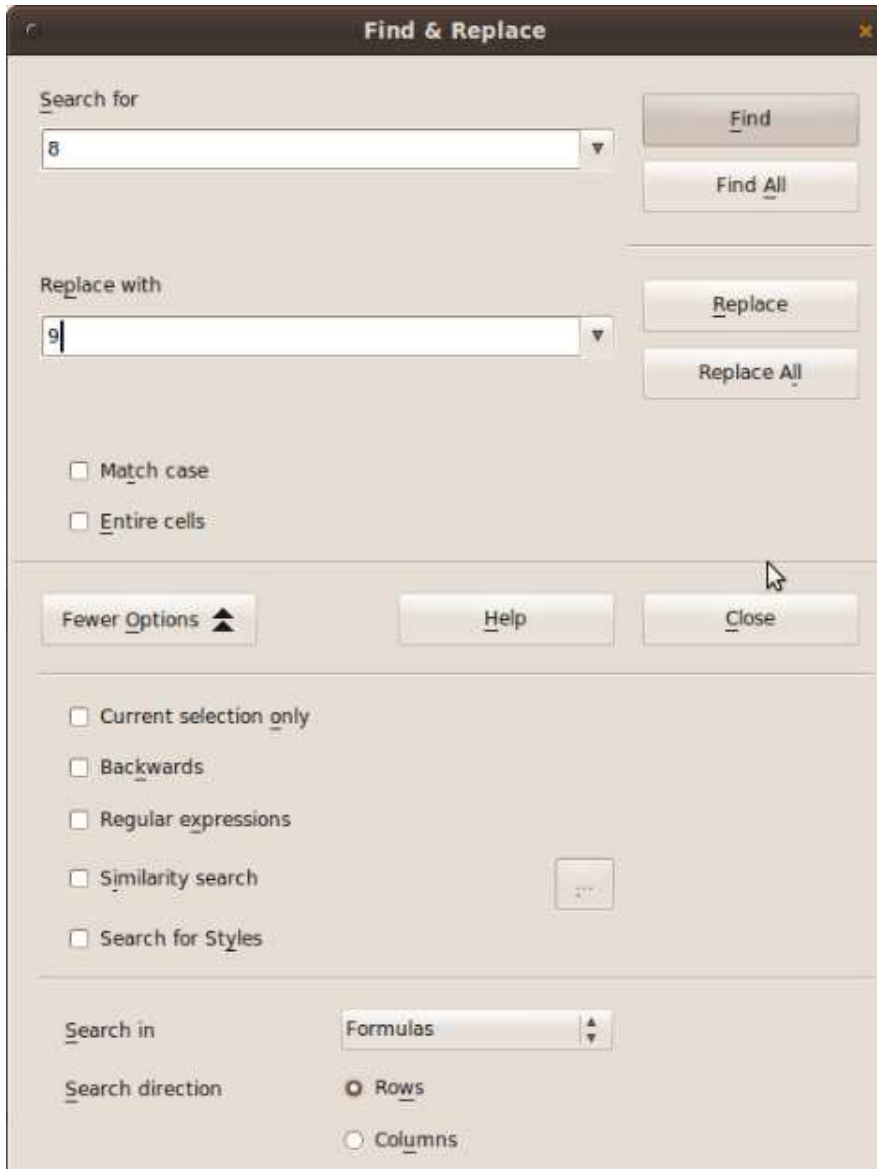 Find & Replace
Search for
8
Find
Find All
Replace with
9
Replace
Replace All
Match case
Entire cells
Fewer Options
Help
Close
Current selection only
Backwards
Regular expressions
Similarity search
...
Search for Styles
Search in
Formulas
Search direction
Rows
Columns